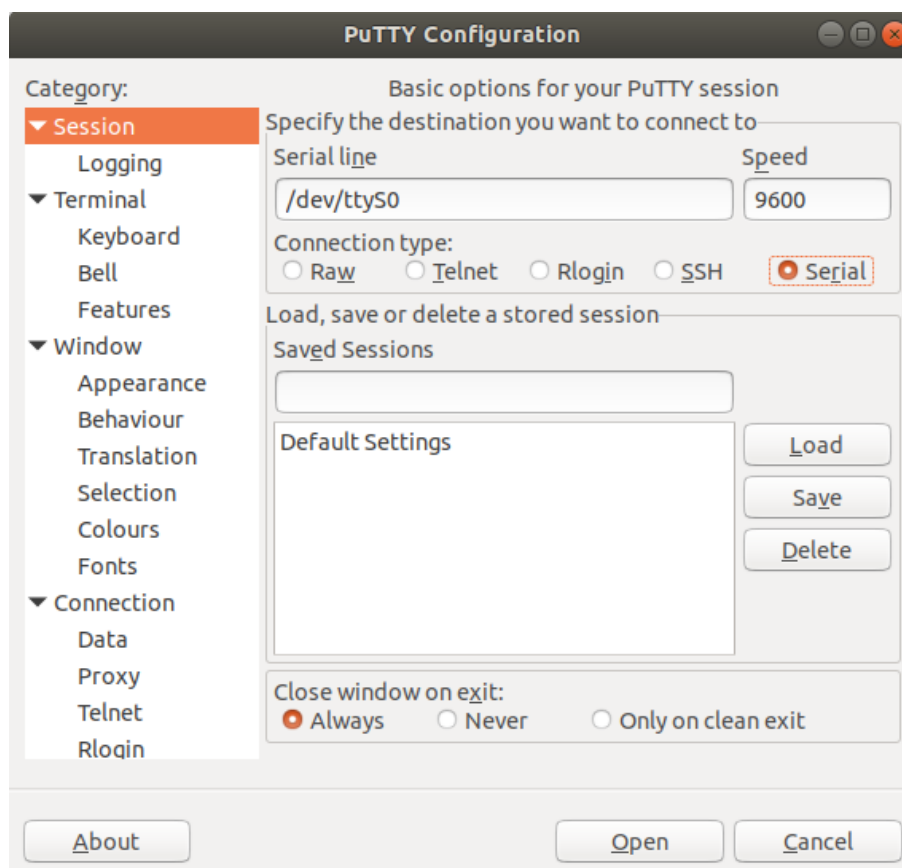 PuTTY Configuration
Category:
Session
Logging
Terminal
Keyboard
Bell
Features
Window
Appearance
Behaviour
Translation
Selection
Colours
Fonts
Connection
Data
Proxy
Telnet
Rlogin
Basic options for your PuTTY session
Specify the destination you want to connect to
Serial line Speed
/dev/ttyS0 9600
Connection type:
Raw Telnet Rlogin SSH Serial
Load, save or delete a stored session
Saved Sessions
Default Settings
Load
Save
Delete
Close window on exit:
Always Never Only on clean exit
About Open Cancel